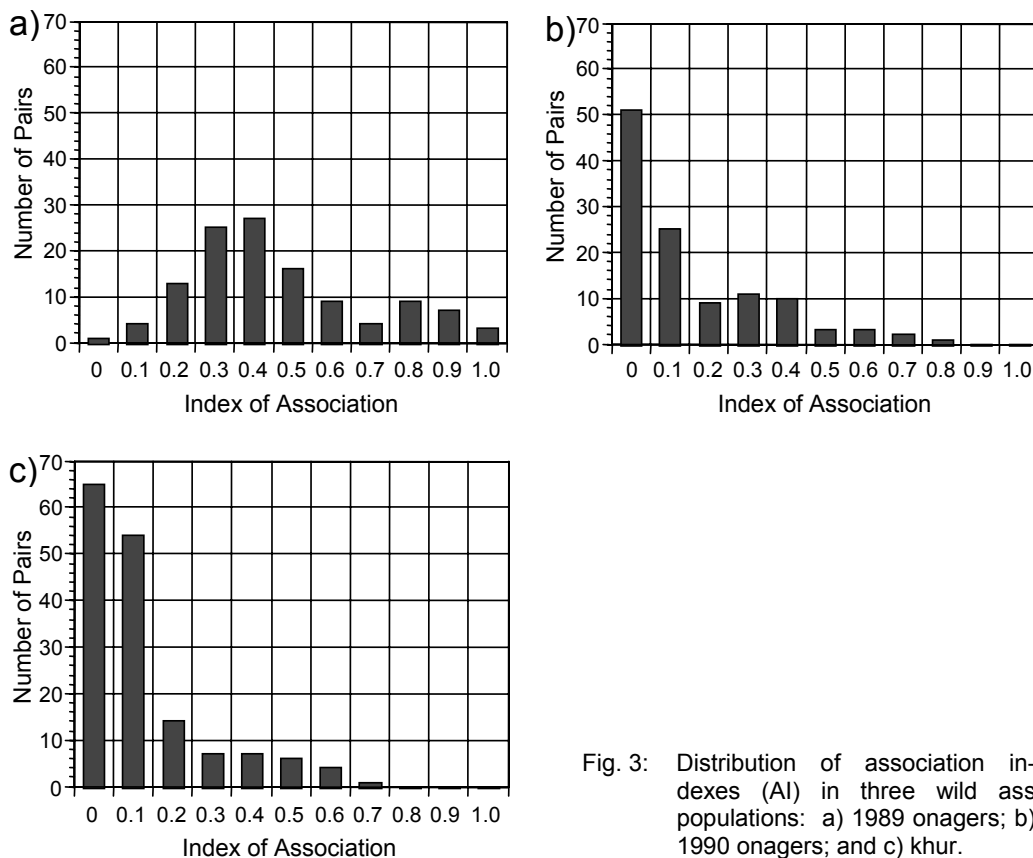 a)
70
60
50
40
30
20
10
0
Number of Pairs
0 0.1 0.2 0.3 0.4 0.5 0.6 0.7 0.8 0.9 1.0
Index of Association
b)
70
60
50
40
30
20
10
0
Number of Pairs
0 0.1 0.2 0.3 0.4 0.5 0.6 0.7 0.8 0.9 1.0
Index of Association
c)
70
60
50
40
30
20
10
0
Number of Pairs
0 0.1 0.2 0.3 0.4 0.5 0.6 0.7 0.8 0.9 1.0
Index of Association
Fig. 3: Distribution of association in-
dexes (AI) in three wild ass
populations: a) 1989 onagers; b)
1990 onagers; and c) khur.